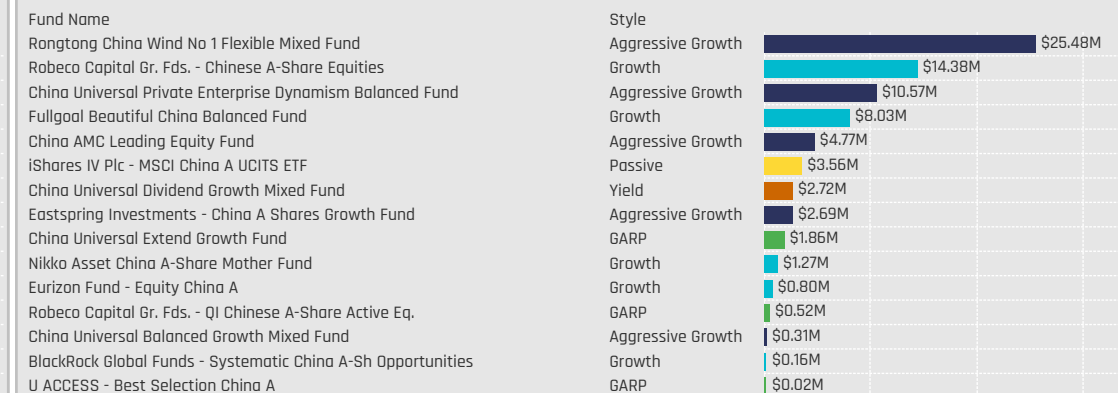 Fund Name Style
Rongtong China Wind No 1 Flexible Mixed Fund Aggressive Growth $25.48M
Robeco Capital Gr. Fds. - Chinese A-Share Equities Growth $14.38M
China Universal Private Enterprise Dynamism Balanced Fund Aggressive Growth $10.57M
Fullgoal Beautiful China Balanced Fund Growth $8.03M
China AMC Leading Equity Fund Aggressive Growth $4.77M
iShares IV Plc - MSCI China A UCITS ETF Passive $3.56M
China Universal Dividend Growth Mixed Fund Yield $2.72M
Eastspring Investments - China A Shares Growth Fund Aggressive Growth $2.69M
China Universal Extend Growth Fund GARP $1.86M
Nikko Asset China A-Share Mother Fund Growth $1.27M
Eurizon Fund - Equity China A Growth $0.80M
Robeco Capital Gr. Fds. - QI Chinese A-Share Active Eq. GARP $0.52M
China Universal Balanced Growth Mixed Fund Aggressive Growth $0.31M
BlackRock Global Funds - Systematic China A-Sh Opportunities Growth $0.16M
U ACCESS - Best Selection China A GARP $0.02M